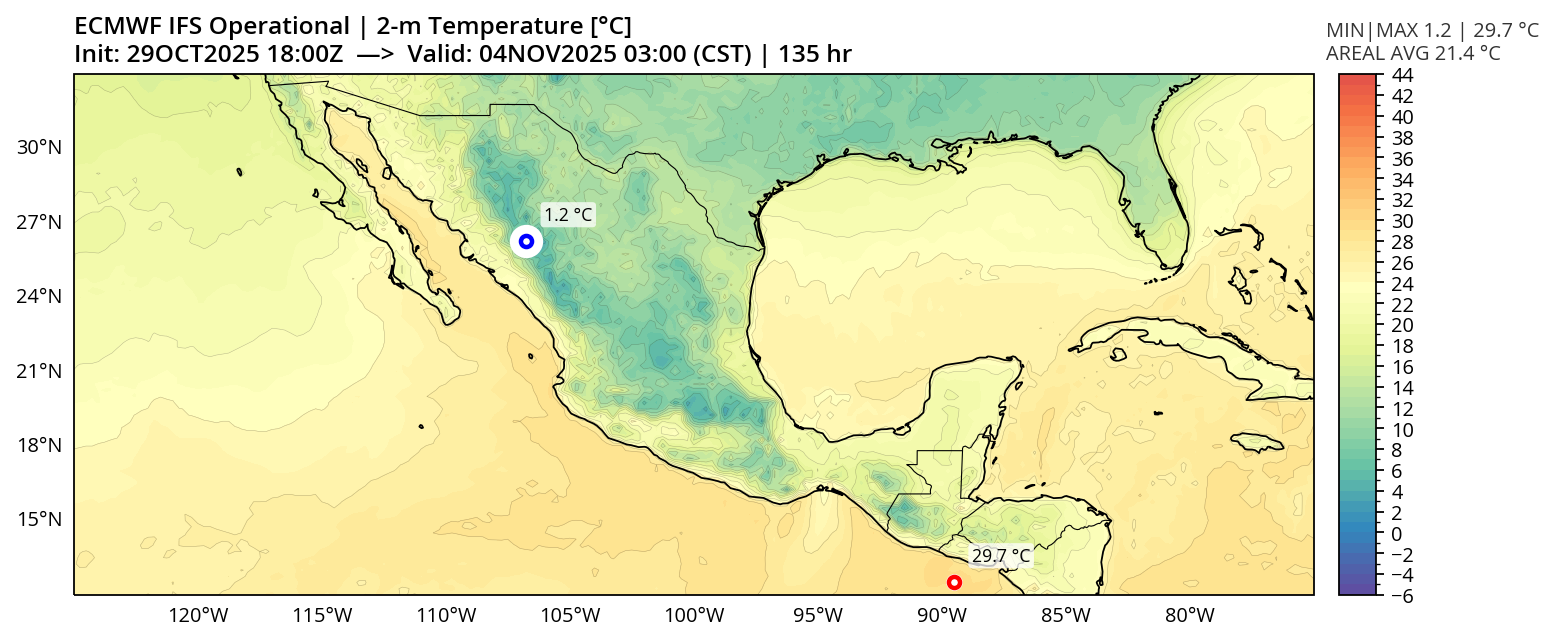 ECMWF IFS Operational | 2-m Temperature [°C]
Init: 29OCT2025 18:00Z —> Valid: 04NOV2025 03:00 (CST) | 135 hr
MIN|MAX 1.2 | 29.7 °C
AREAL AVG 21.4 °C
30°N
27°N
24°N
21°N
18°N
15°N
1.2 °C
29.7 °C
120°W
115°W
110°W
105°W
100°W
95°W
90°W
85°W
80°W
44
42
40
38
36
34
32
30
28
26
24
22
20
18
16
14
12
10
8
6
4
2
0
−2
−4
−6